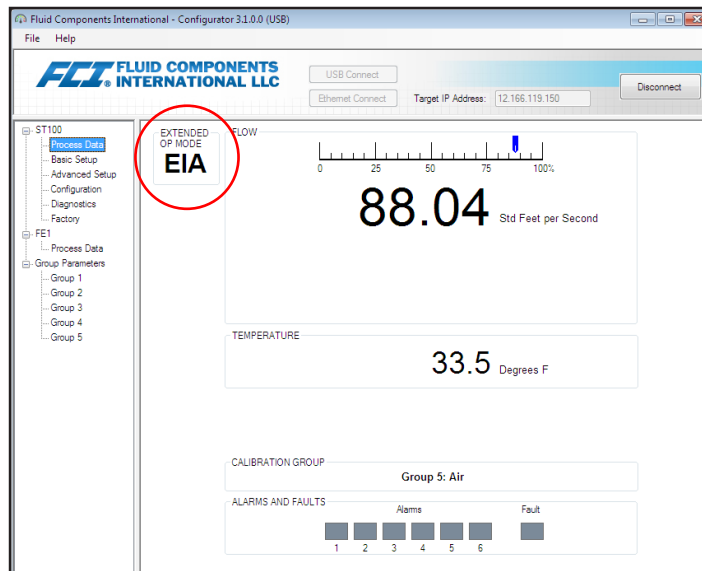 Fluid Components International - Configurator 3.1.0.0 (USB)
File Help
FCI FLUID COMPONENTS
® INTERNATIONAL LLC
USB Connect
Ethernet Connect
Target IP Address: 12.166.119.150
Disconnect
ST100
Process Data
Basic Setup
Advanced Setup
Configuration
Diagnostics
Factory
FE1
Process Data
Group Parameters
Group 1
Group 2
Group 3
Group 4
Group 5
EXTENDED
OP MODE
EIA
FLOW
0 25 50 75 100%
88.04 Std Feet per Second
TEMPERATURE
33.5 Degrees F
CALIBRATION GROUP
Group 5: Air
ALARMS AND FAULTS
Alarms Fault
1 2 3 4 5 6